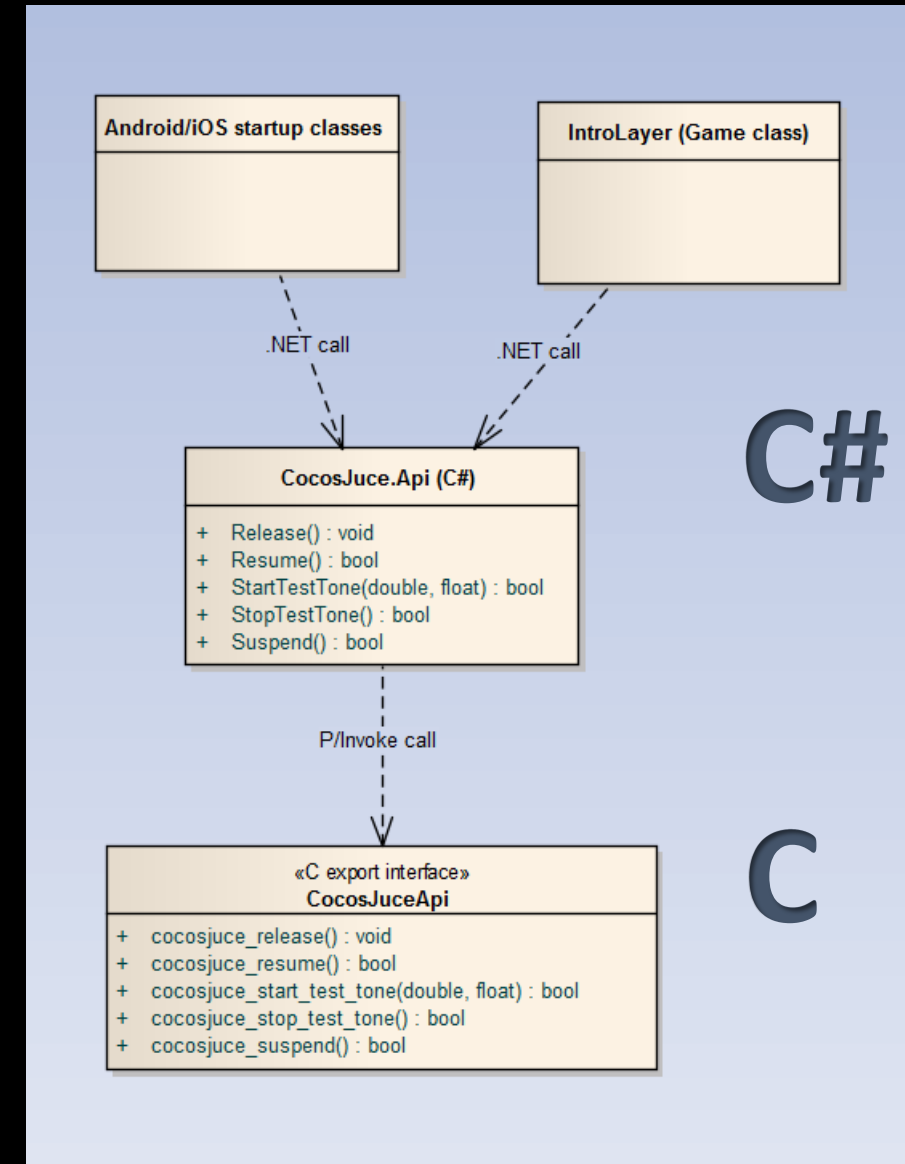 Android/iOS startup classes
IntroLayer (Game class)
.NET call
.NET call
C#
CocosJuce.Api (C#)
+ Release() : void
+ Resume() : bool
+ StartTestTone(double, float) : bool
+ StopTestTone() : bool
+ Suspend() : bool
P/Invoke call
C
«C export interface»
CocosJuceApi
+ cocosjuce_release() : void
+ cocosjuce_resume() : bool
+ cocosjuce_start_test_tone(double, float) : bool
+ cocosjuce_stop_test_tone() : bool
+ cocosjuce_suspend() : bool